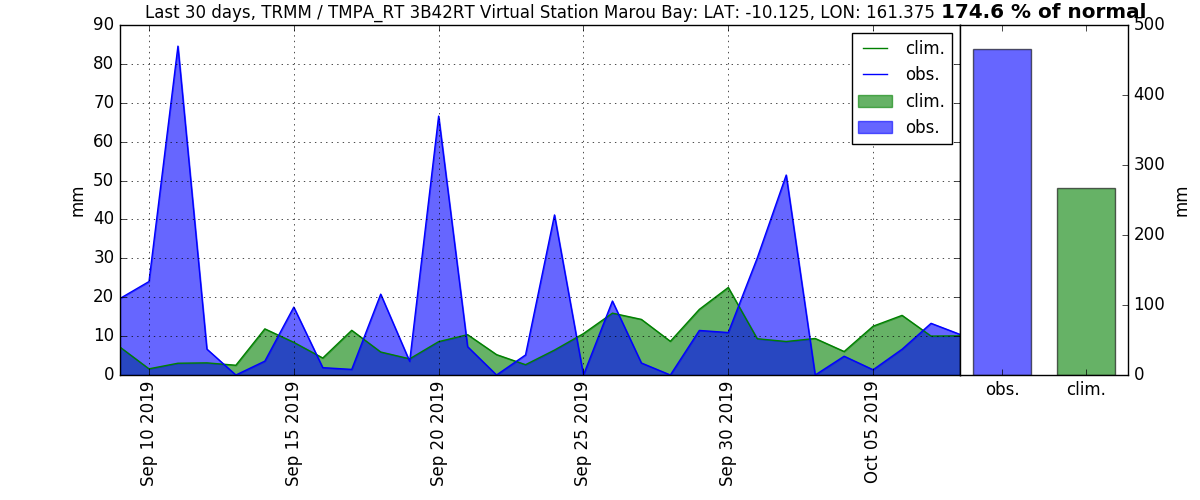 Last 30 days, TRMM / TMPA_RT 3B42RT Virtual Station Marou Bay: LAT: -10.125, LON: 161.375 174.6 % of normal
90
80
70
60
50
40
30
20
10
0
mm
clim.
obs.
clim.
obs.
Sep 10 2019
Sep 15 2019
Sep 20 2019
Sep 25 2019
Sep 30 2019
Oct 05 2019
500
400
300
200
100
0
mm
obs.
clim.